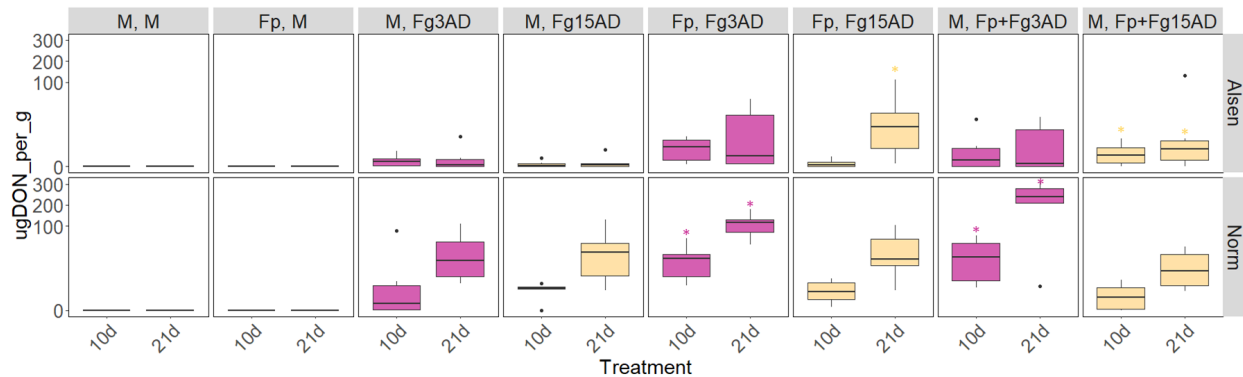 M, M
Fp, M
M, Fg3AD
M, Fg15AD
Fp, Fg3AD
Fp, Fg15AD
M, Fp+Fg3AD
M, Fp+Fg15AD
ugDON_per_g
300
200
100
0
Alsen
*
*
*
300
200
100
0
Norm
*
*
*
*
10d
21d
10d
21d
10d
21d
10d
21d
10d
21d
10d
21d
10d
21d
10d
21d
Treatment